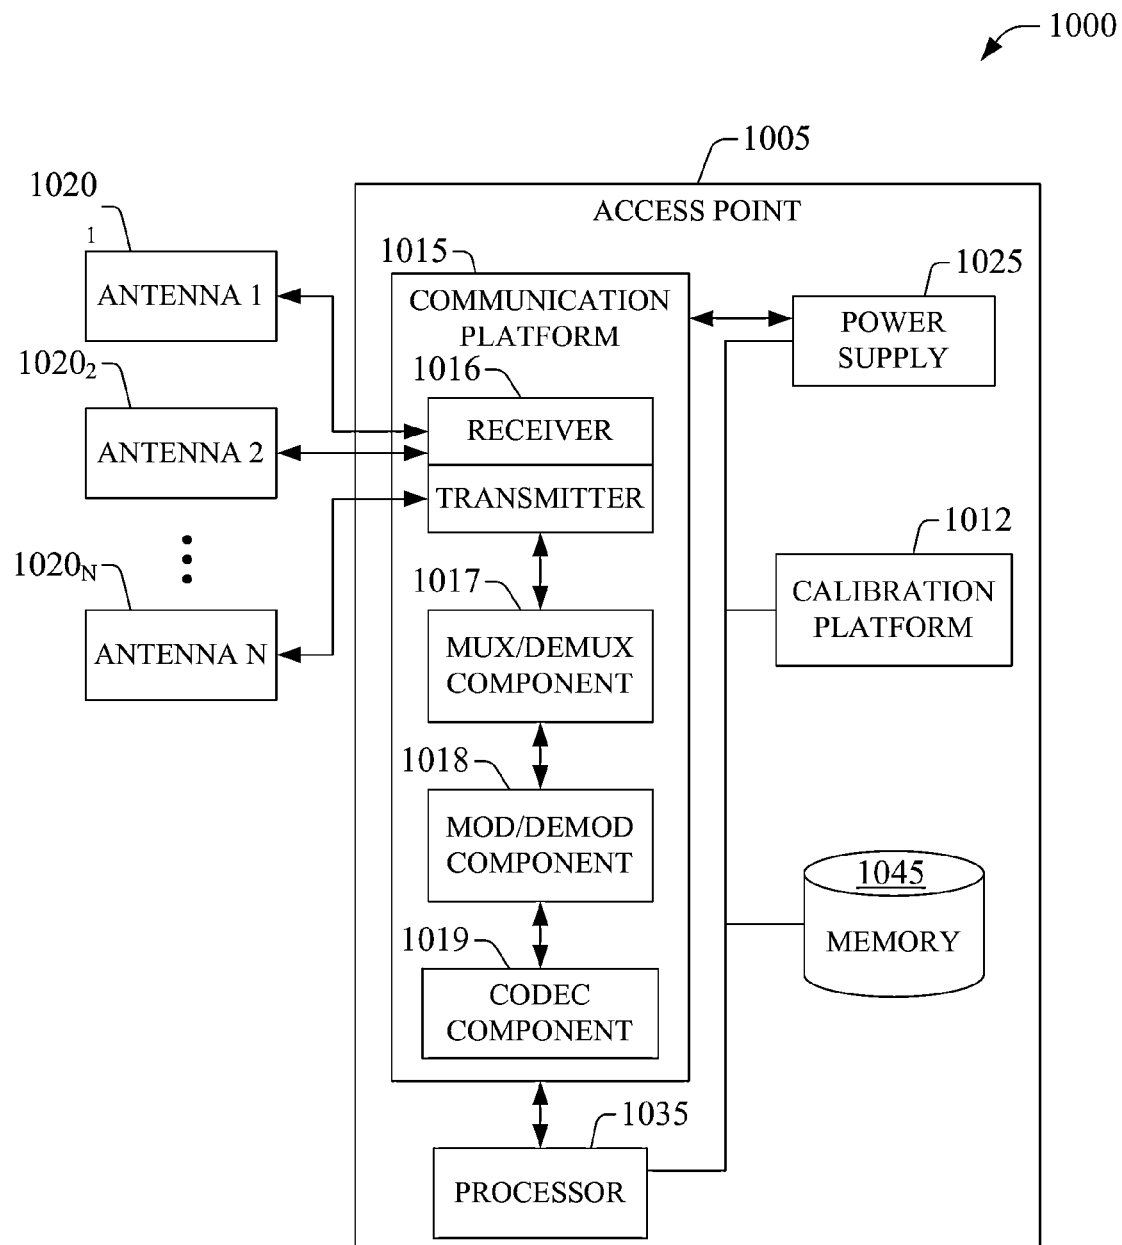 1000
1005
ACCESS POINT
1020
1
ANTENNA 1
1015
COMMUNICATION
PLATFORM
1025
POWER
SUPPLY
1020₂
ANTENNA 2
1016
RECEIVER
TRANSMITTER
1020N
ANTENNA N
1012
CALIBRATION
PLATFORM
1017
MUX/DEMUX
COMPONENT
1018
MOD/DEMOD
COMPONENT
1045
MEMORY
1019
CODEC
COMPONENT
1035
PROCESSOR